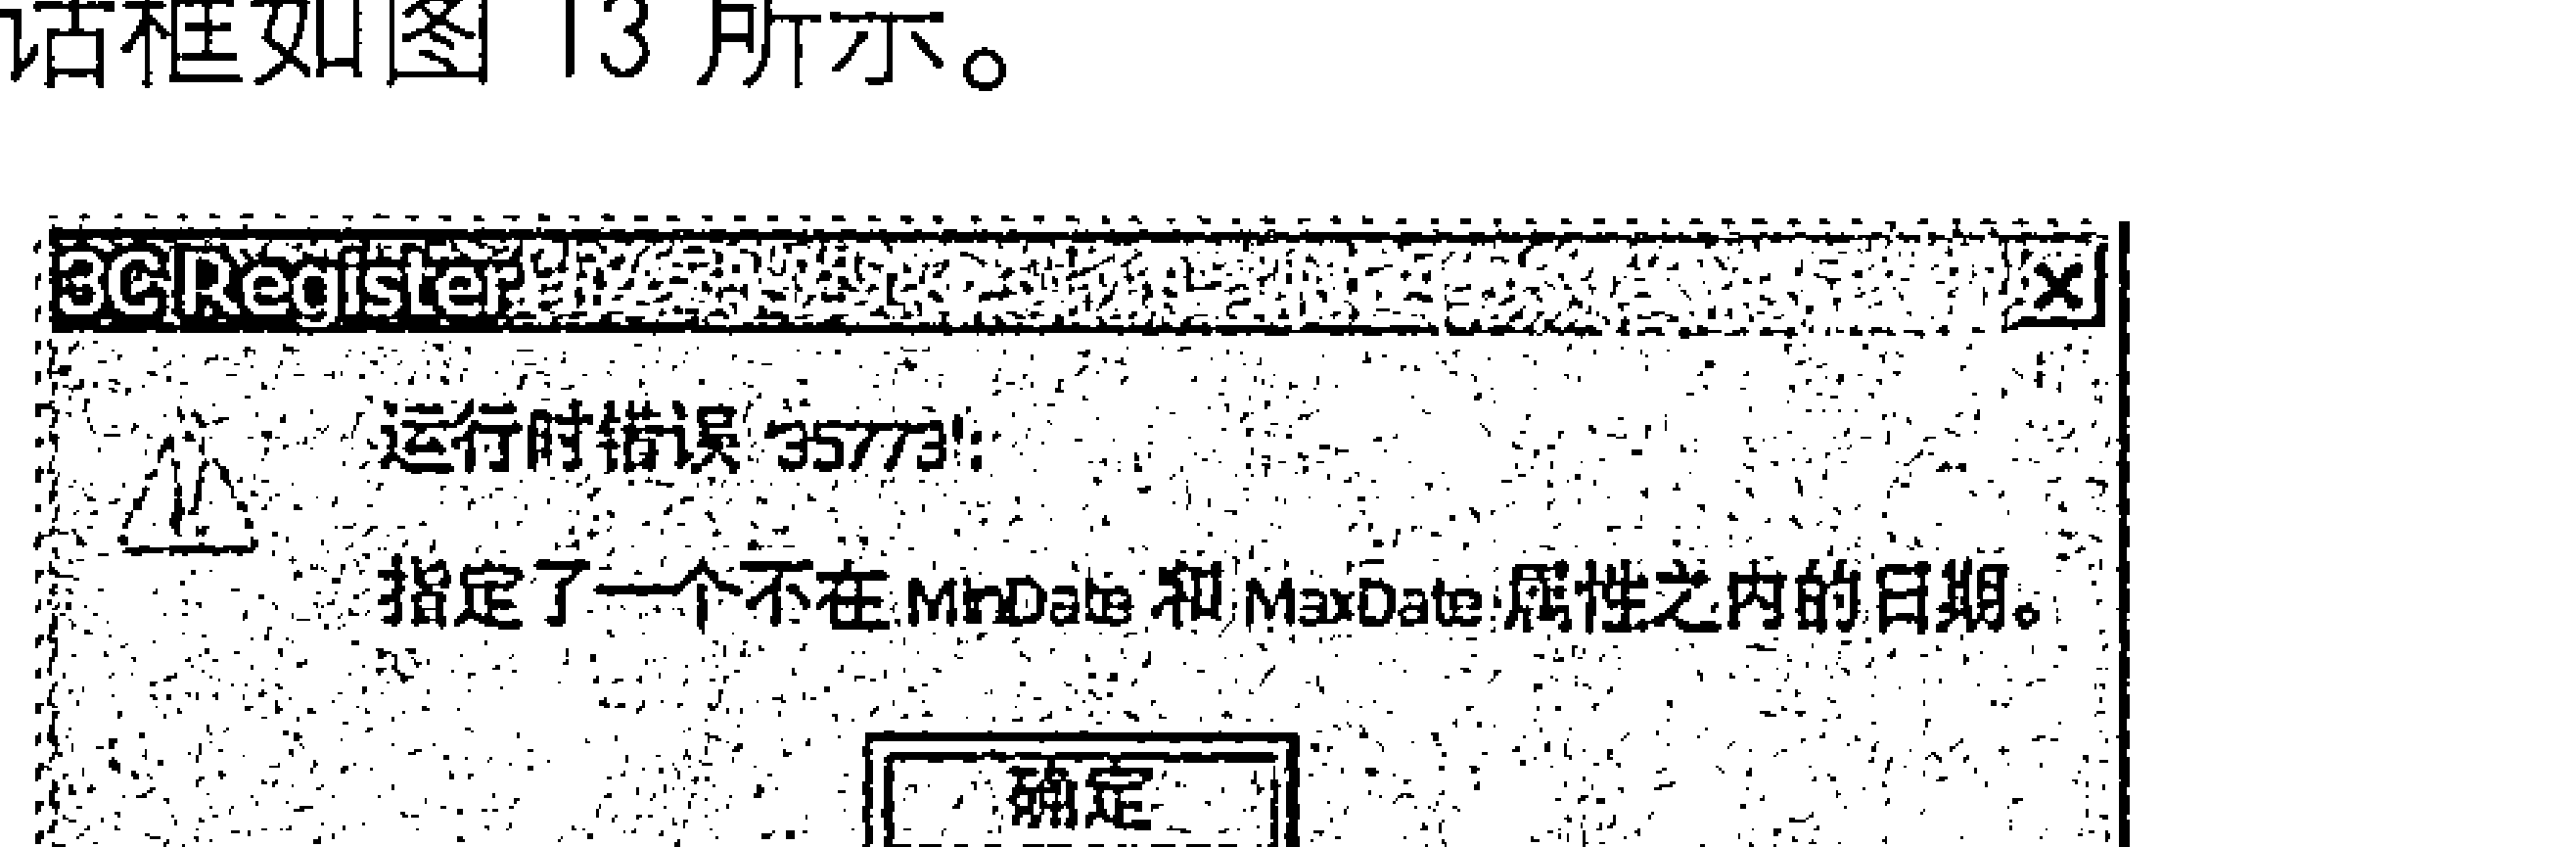 话框如图 13 所示。
3C Register
运行时错误 '35773':
指定了一个不在 MinDate 和 MaxDate 属性之内的日期。
确定